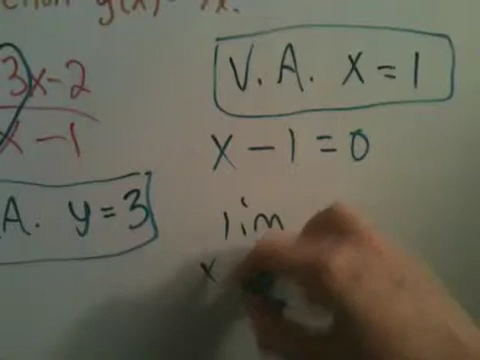 g(x)
3x-2
x-1
A. y=3
V. A. x=1
x-1=0
lim
x